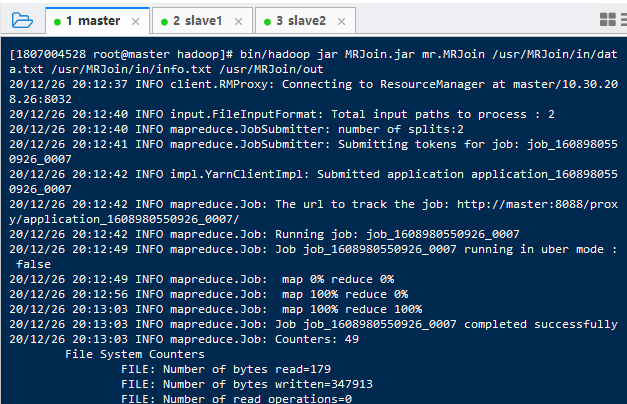 1 master × 2 slave1 × 3 slave2 ×
[1807004528 root@master hadoop]# bin/hadoop jar MRJoin.jar mr.MRJoin /usr/MRJoin/in/dat
a.txt /usr/MRJoin/in/info.txt /usr/MRJoin/out
20/12/26 20:12:37 INFO client.RMProxy: Connecting to ResourceManager at master/10.30.20
8.26:8032
20/12/26 20:12:40 INFO input.FileInputFormat: Total input paths to process : 2
20/12/26 20:12:40 INFO mapreduce.JobSubmitter: number of splits:2
20/12/26 20:12:41 INFO mapreduce.JobSubmitter: Submitting tokens for job: job_160898055
0926_0007
20/12/26 20:12:42 INFO impl.YarnClientImpl: Submitted application application_160898055
0926_0007
20/12/26 20:12:42 INFO mapreduce.Job: The url to track the job: http://master:8088/prox
y/application_1608980550926_0007/
20/12/26 20:12:42 INFO mapreduce.Job: Running job: job_1608980550926_0007
20/12/26 20:12:49 INFO mapreduce.Job: Job job_1608980550926_0007 running in uber mode :
false
20/12/26 20:12:49 INFO mapreduce.Job:  map 0% reduce 0%
20/12/26 20:12:56 INFO mapreduce.Job:  map 100% reduce 0%
20/12/26 20:13:03 INFO mapreduce.Job:  map 100% reduce 100%
20/12/26 20:13:03 INFO mapreduce.Job: Job job_1608980550926_0007 completed successfully
20/12/26 20:13:03 INFO mapreduce.Job: Counters: 49
File System Counters
FILE: Number of bytes read=179
FILE: Number of bytes written=347913
FILE: Number of read operations=0